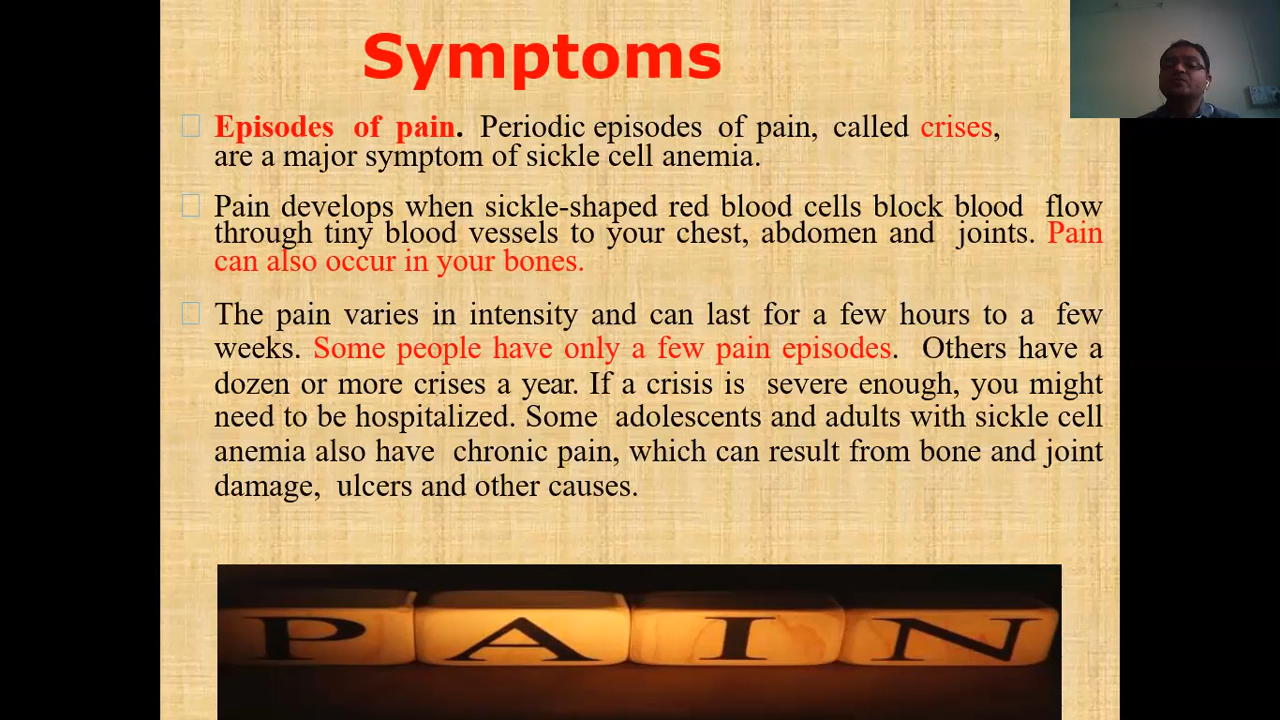 Symptoms
Episodes of pain. Periodic episodes of pain, called crises,
are a major symptom of sickle cell anemia.
Pain develops when sickle-shaped red blood cells block blood flow
through tiny blood vessels to your chest, abdomen and joints. Pain
can also occur in your bones.
The pain varies in intensity and can last for a few hours to a few
weeks. Some people have only a few pain episodes. Others have a
dozen or more crises a year. If a crisis is severe enough, you might
need to be hospitalized. Some adolescents and adults with sickle cell
anemia also have chronic pain, which can result from bone and joint
damage, ulcers and other causes.
PAIN